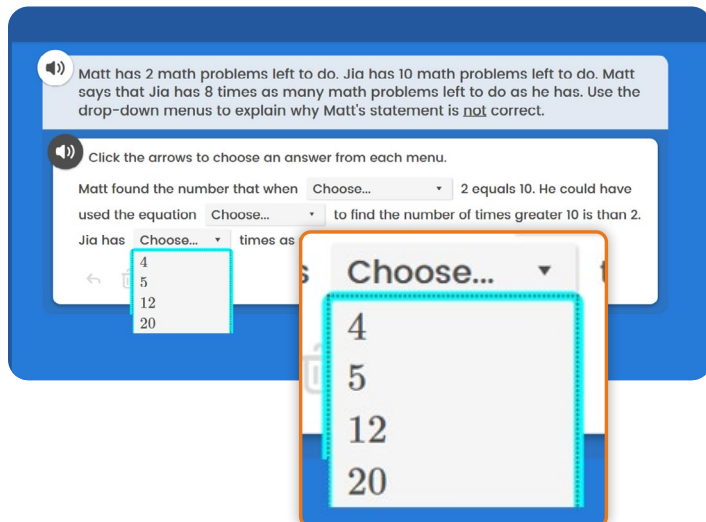 Matt has 2 math problems left to do. Jia has 10 math problems left to do. Matt
says that Jia has 8 times as many math problems left to do as he has. Use the
drop-down menus to explain why Matt's statement is not correct.
Click the arrows to choose an answer from each menu.
Matt found the number that when Choose... 2 equals 10. He could have
used the equation Choose... to find the number of times greater 10 is than 2.
Jia has Choose... times as
4
5
12
20
s Choose... t
4
5
12
20